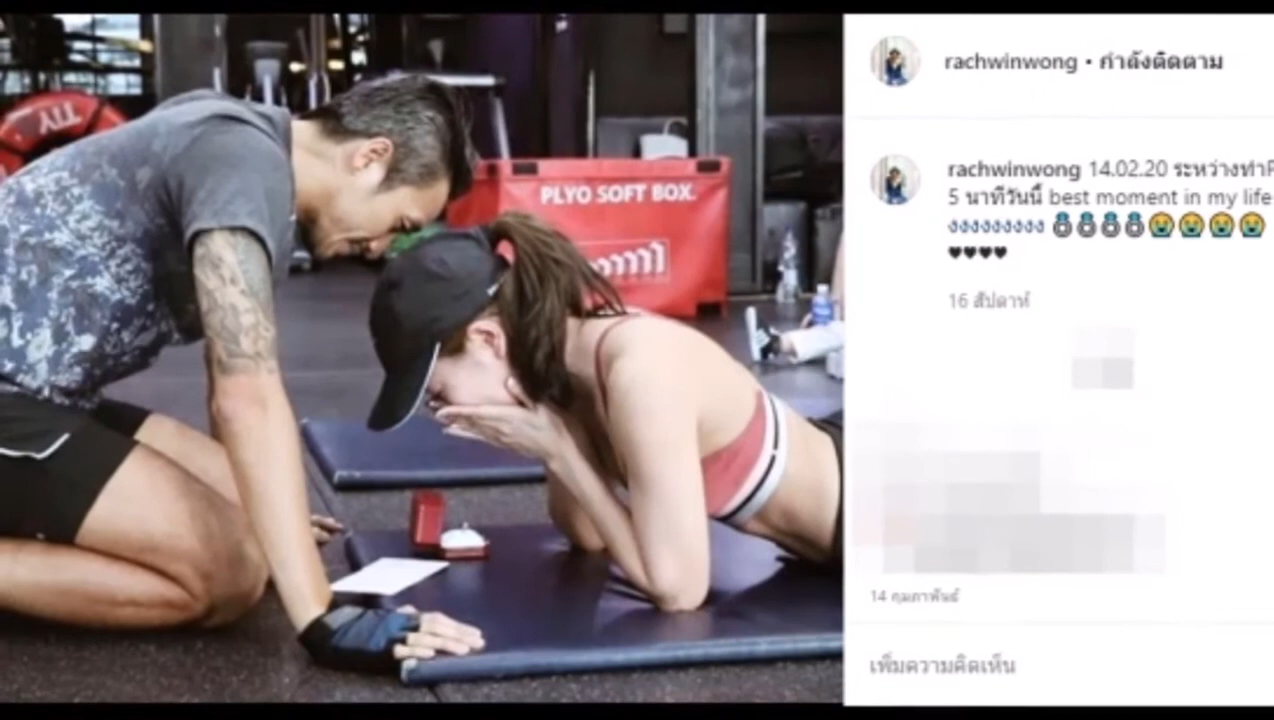 TIY
PLYO SOFT BOX.
rachwinwong • กำลังติดตาม
rachwinwong 14.02.20 ระหว่างทำP
5 นาทีวันนี้ best moment in my life
งงงงงงงงงง 💍💍💍💍😭😭😭😭
♥♥♥♥
16 สัปดาห์
14 กุมภาพันธ์
เพิ่มความคิดเห็น